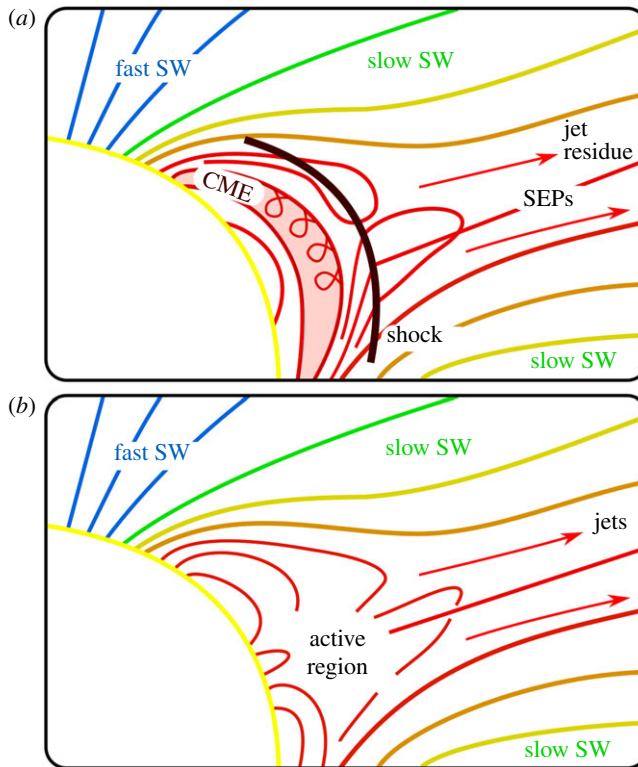 (a)
fast SW
slow SW
jet
residue
CME
SEPs
shock
slow SW
(b)
fast SW
slow SW
jets
active
region
slow SW